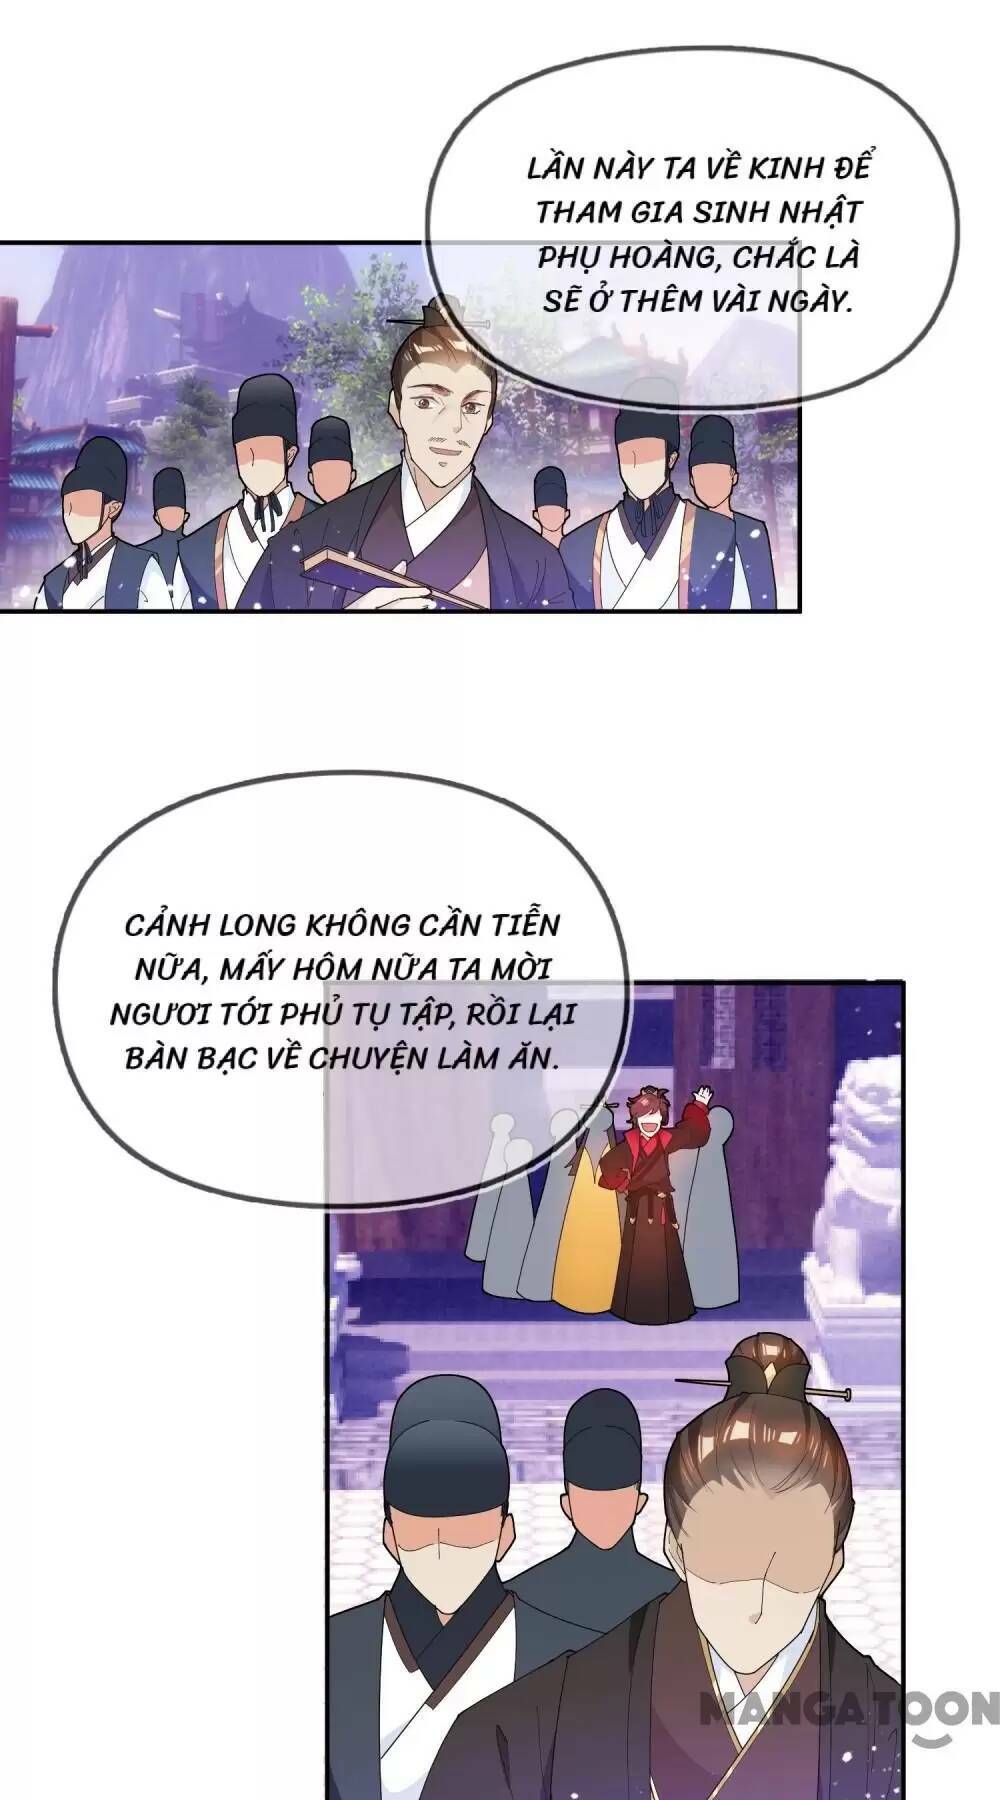 LẦN NÀY TA VỀ KINH ĐỂ
THAM GIA SINH NHẬT
PHỤ HOÀNG, CHẮC LÀ
SẼ Ở THÊM VÀI NGÀY.
CẢNH LONG KHÔNG CẦN TIỄN
NỮA, MẤY HÔM NỮA TA MỜI
NGƯƠI TỚI PHỦ TỤ TẬP, RỒI LẠI
BÀN BẠC VỀ CHUYỆN LÀM ĂN.
MANGATOON